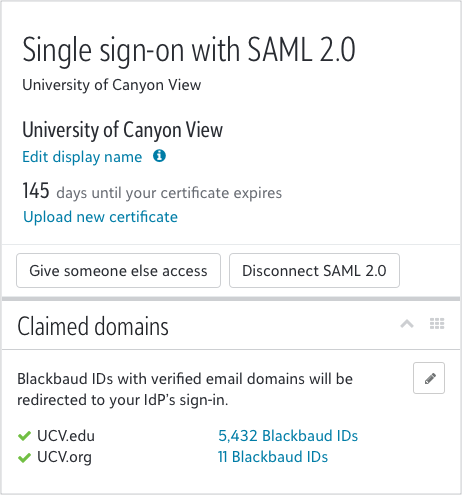 Single sign-on with SAML 2.0
University of Canyon View
University of Canyon View
Edit display name
145 days until your certificate expires
Upload new certificate
Give someone else access Disconnect SAML 2.0
Claimed domains
Blackbaud IDs with verified email domains will be
redirected to your IdP's sign-in.
UCV.edu 5,432 Blackbaud IDs
UCV.org 11 Blackbaud IDs